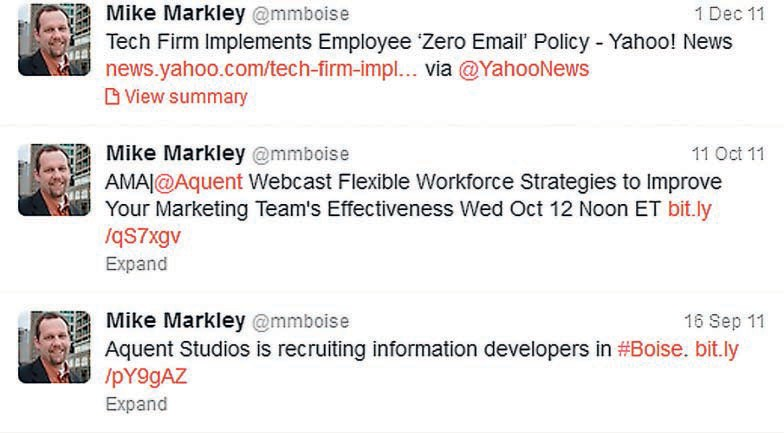 Mike Markley @mmboise 1 Dec 11
Tech Firm Implements Employee ‘Zero Email’ Policy - Yahoo! News
news.yahoo.com/tech-firm-impl... via @YahooNews
View summary
Mike Markley @mmboise 11 Oct 11
AMA|@Aquent Webcast Flexible Workforce Strategies to Improve
Your Marketing Team's Effectiveness Wed Oct 12 Noon ET bit.ly
/qS7xgv
Expand
Mike Markley @mmboise 16 Sep 11
Aquent Studios is recruiting information developers in #Boise. bit.ly
/pY9gAZ
Expand